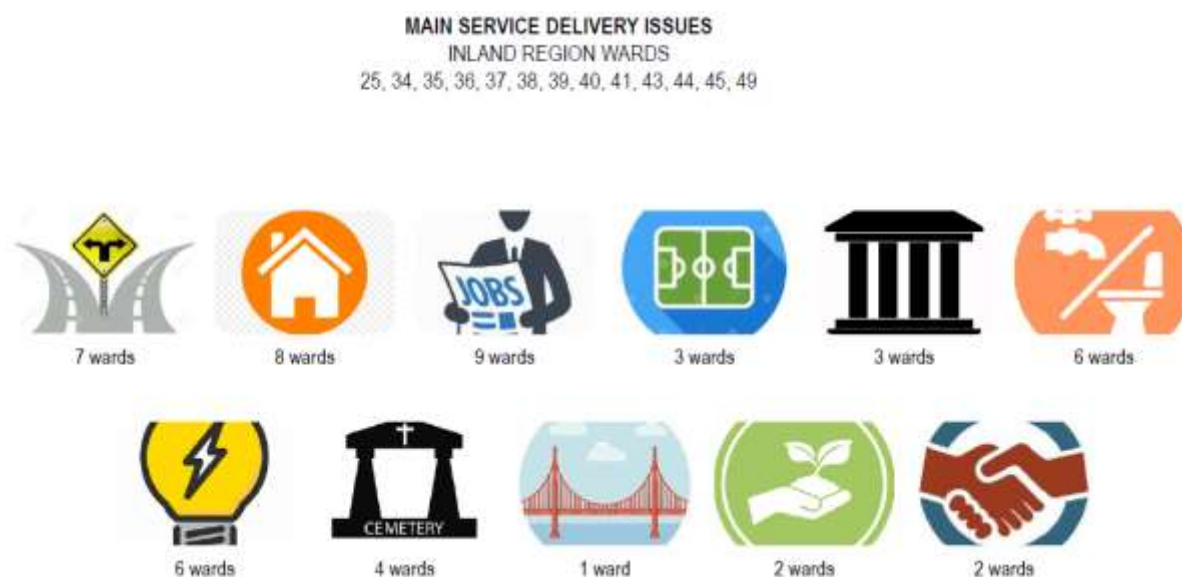 MAIN SERVICE DELIVERY ISSUES
INLAND REGION WARDS
25, 34, 35, 36, 37, 38, 39, 40, 41, 43, 44, 45, 49
JOBS
7 wards
8 wards
9 wards
3 wards
3 wards
6 wards
CEMETERY
6 wards
4 wards
1 ward
2 wards
2 wards